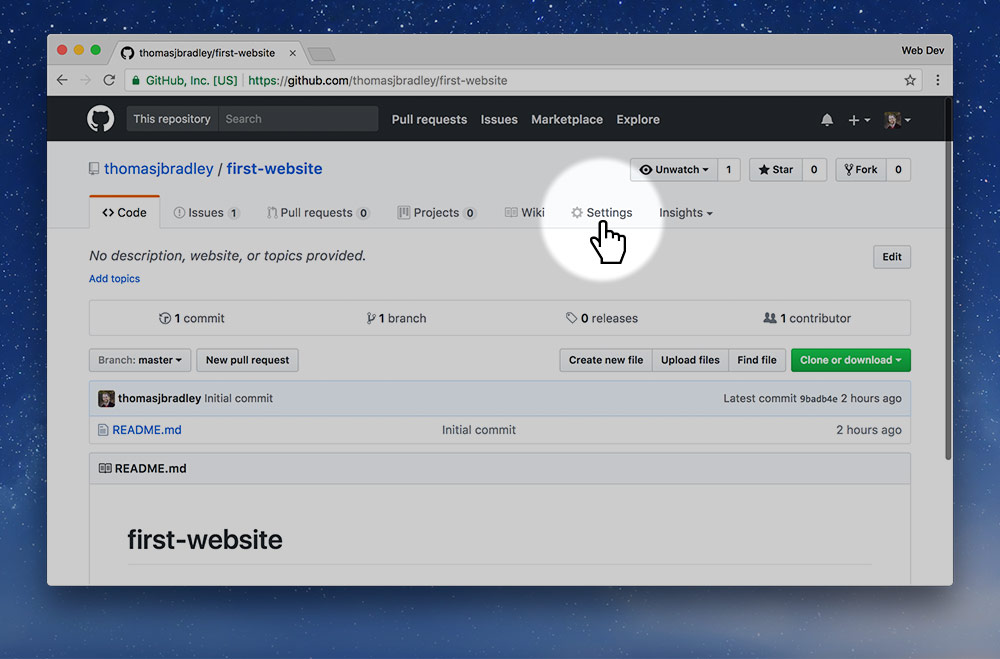 thomasjbradley/first-website
Web Dev
GitHub, Inc. [US] https://github.com/thomasjbradley/first-website
This repository Search Pull requests Issues Marketplace Explore
thomasjbradley / first-website Unwatch 1 Star 0 Fork 0
Code Issues 1 Pull requests 0 Projects 0 Wiki Settings Insights
No description, website, or topics provided. Edit
Add topics
1 commit 1 branch 0 releases 1 contributor
Branch: master New pull request Create new file Upload files Find file Clone or download
thomasjbradley Initial commit Latest commit 9badb4e 2 hours ago
README.md Initial commit 2 hours ago
README.md
first-website